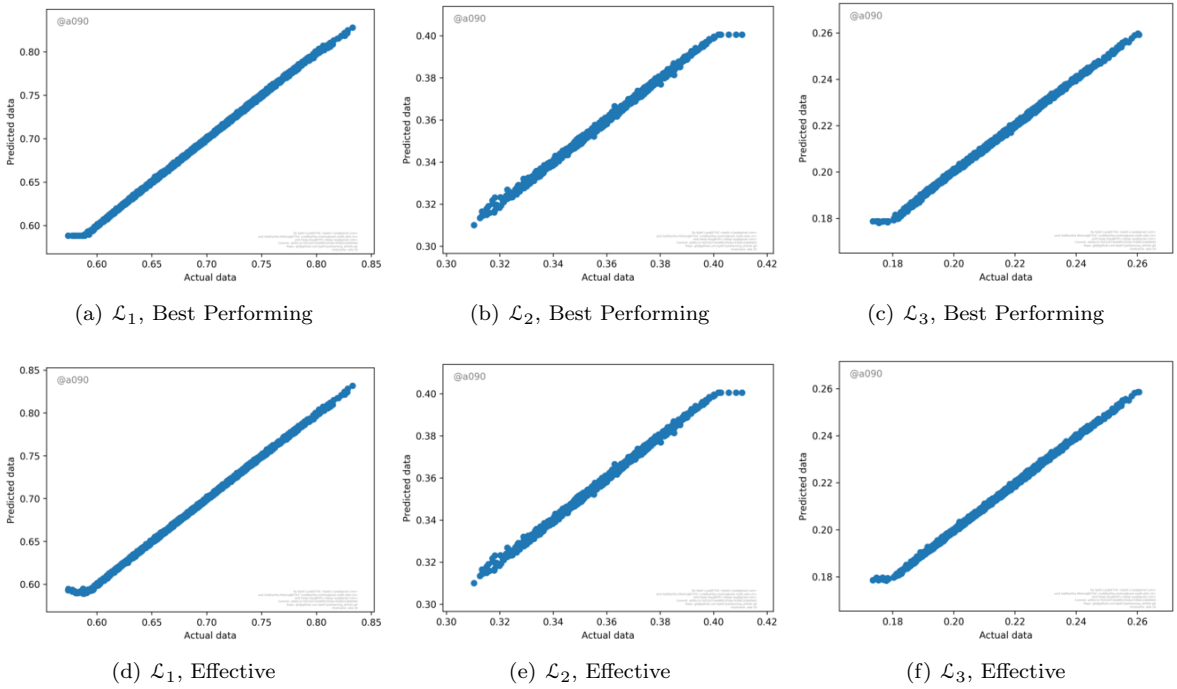 @a090
Predicted data
0.80
0.75
0.70
0.65
0.60
0.60 0.65 0.70 0.75 0.80 0.85
Actual data
(a) ℒ₁, Best Performing
@a090
Predicted data
0.40
0.38
0.36
0.34
0.32
0.30
0.30 0.32 0.34 0.36 0.38 0.40 0.42
Actual data
(b) ℒ₂, Best Performing
@a090
Predicted data
0.26
0.24
0.22
0.20
0.18
0.18 0.20 0.22 0.24 0.26
Actual data
(c) ℒ₃, Best Performing
@a090
Predicted data
0.85
0.80
0.75
0.70
0.65
0.60
0.60 0.65 0.70 0.75 0.80 0.85
Actual data
(d) ℒ₁, Effective
@a090
Predicted data
0.40
0.38
0.36
0.34
0.32
0.30
0.30 0.32 0.34 0.36 0.38 0.40 0.42
Actual data
(e) ℒ₂, Effective
@a090
Predicted data
0.26
0.24
0.22
0.20
0.18
0.18 0.20 0.22 0.24 0.26
Actual data
(f) ℒ₃, Effective